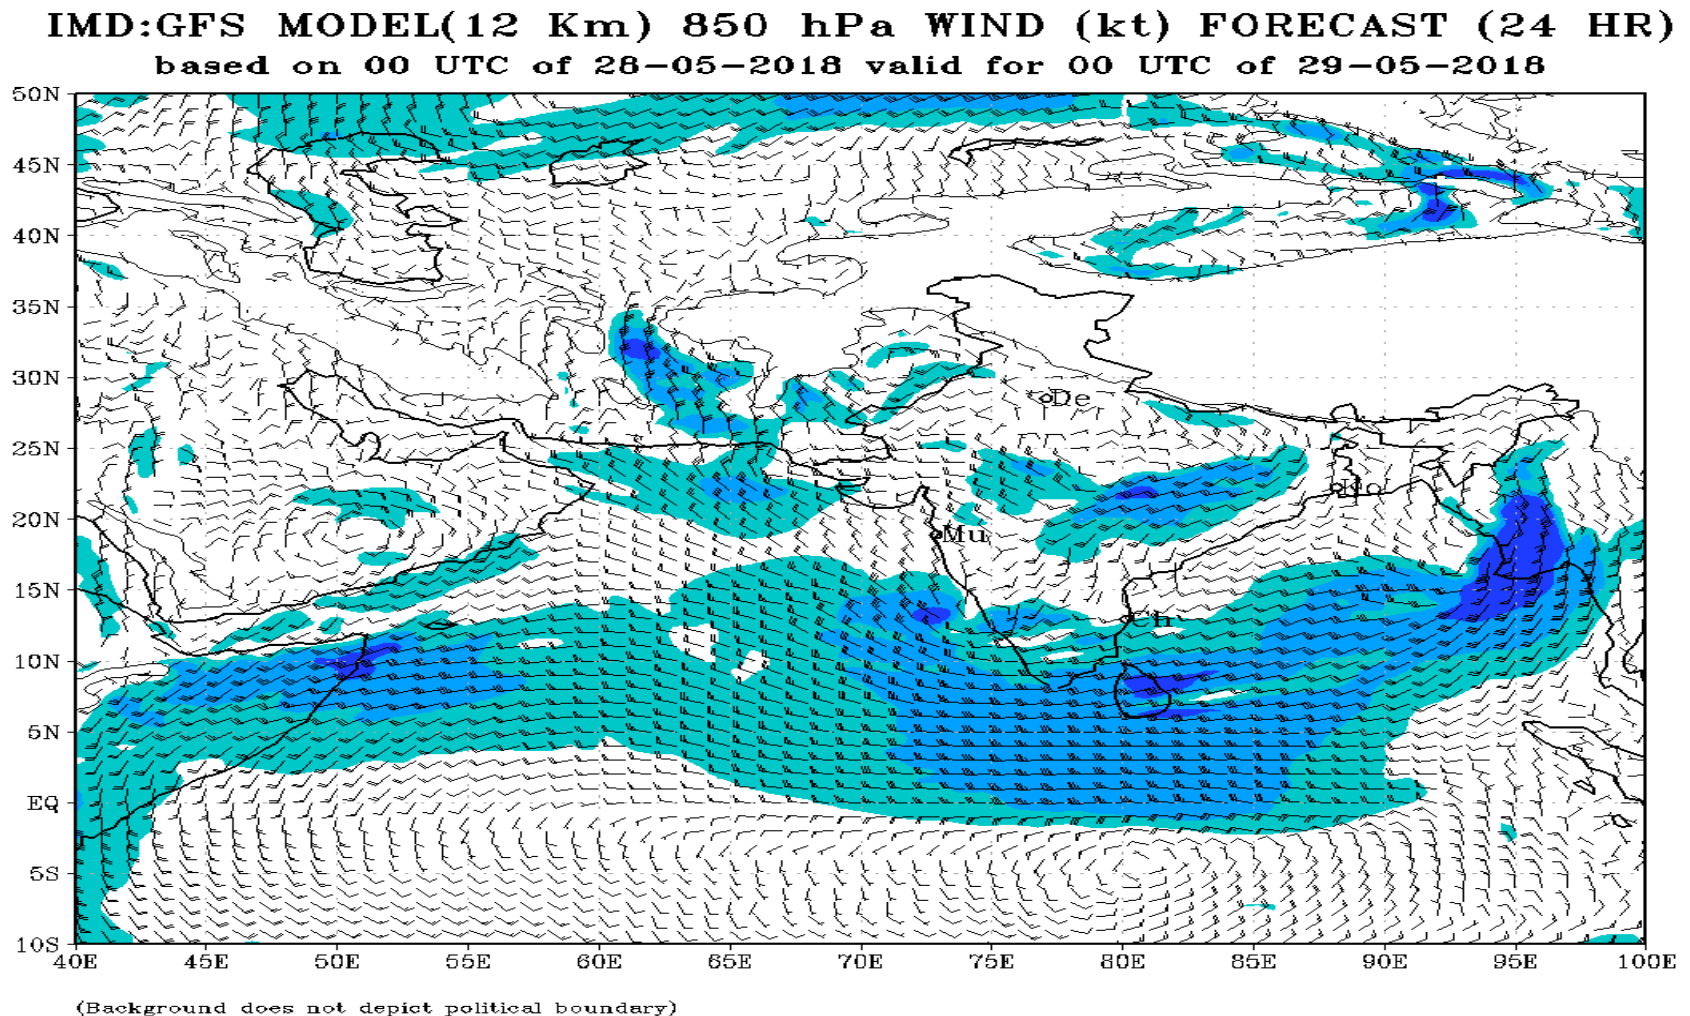 IMD:GFS MODEL(12 Km) 850 hPa WIND (kt) FORECAST (24 HR)
based on 00 UTC of 28-05-2018 valid for 00 UTC of 29-05-2018
50N
45N
40N
35N
30N
25N
20N
15N
10N
5N
EQ
5S
10S
De
Mu
Ch
40E 45E 50E 55E 60E 65E 70E 75E 80E 85E 90E 95E 100E
(Background does not depict political boundary)